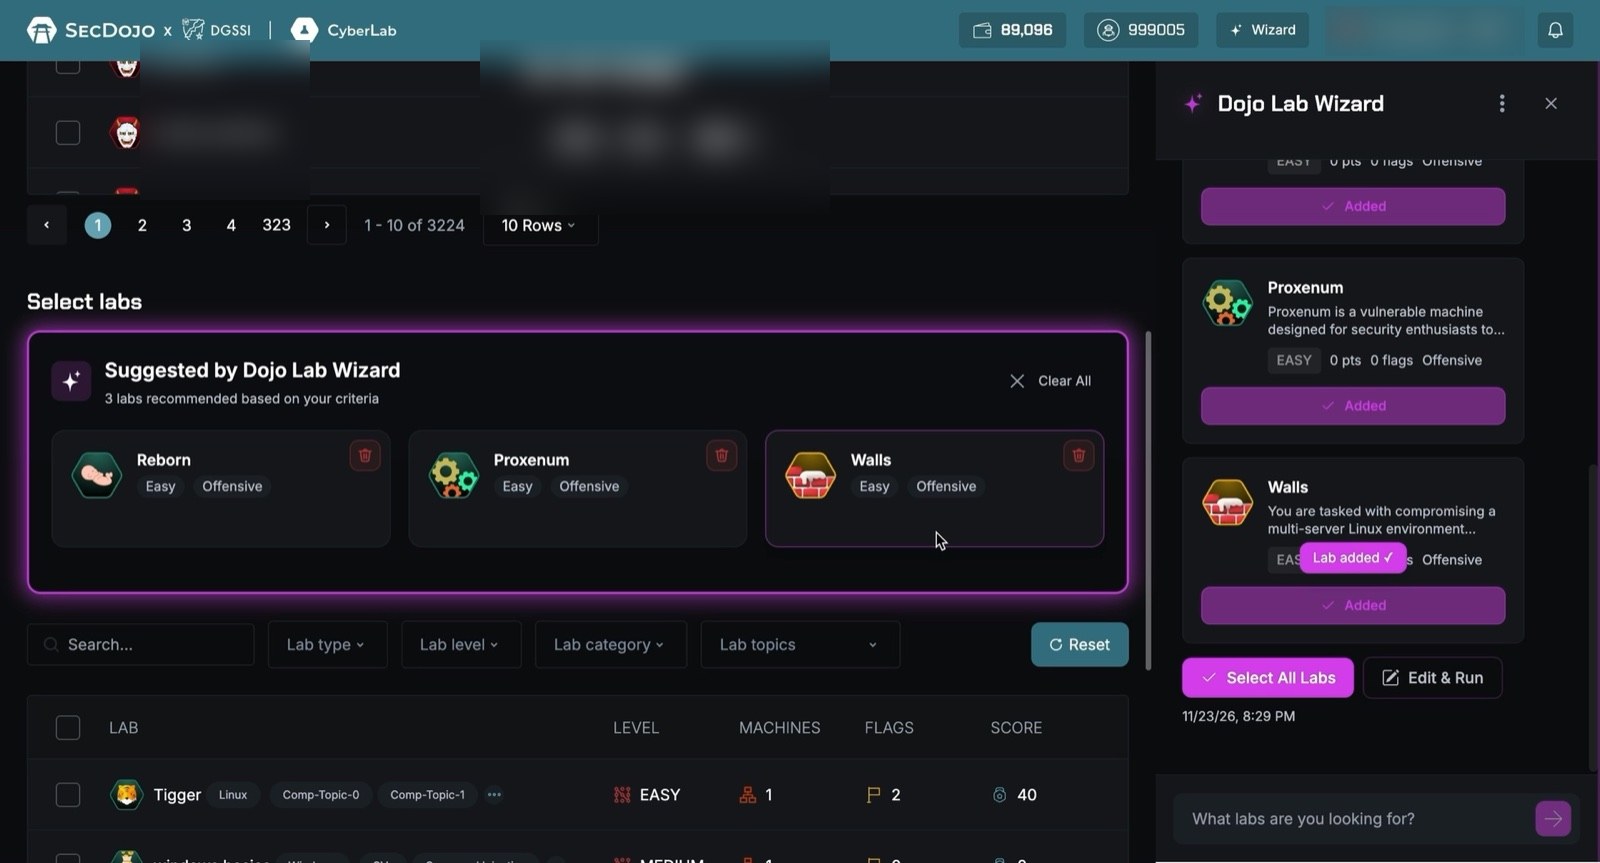 SECDOJO x DGSSI | CyberLab
89,096
999005
Wizard
1 2 3 4 323 1 - 10 of 3224 10 Rows
Select labs
Suggested by Dojo Lab Wizard
3 labs recommended based on your criteria
Clear All
Reborn
Easy Offensive
Proxenum
Easy Offensive
Walls
Easy Offensive
Search...
Lab type
Lab level
Lab category
Lab topics
Reset
LAB LEVEL MACHINES FLAGS SCORE
Tigger Linux Comp-Topic-0 Comp-Topic-1 ••• EASY 1 2 40
MEDIUM
Dojo Lab Wizard
EASY 0 pts 0 flags Offensive
Added
Proxenum
Proxenum is a vulnerable machine
designed for security enthusiasts to...
EASY 0 pts 0 flags Offensive
Added
Walls
You are tasked with compromising a
multi-server Linux environment...
Lab added ✓
Offensive
Added
Select All Labs
Edit & Run
11/23/26, 8:29 PM
What labs are you looking for?